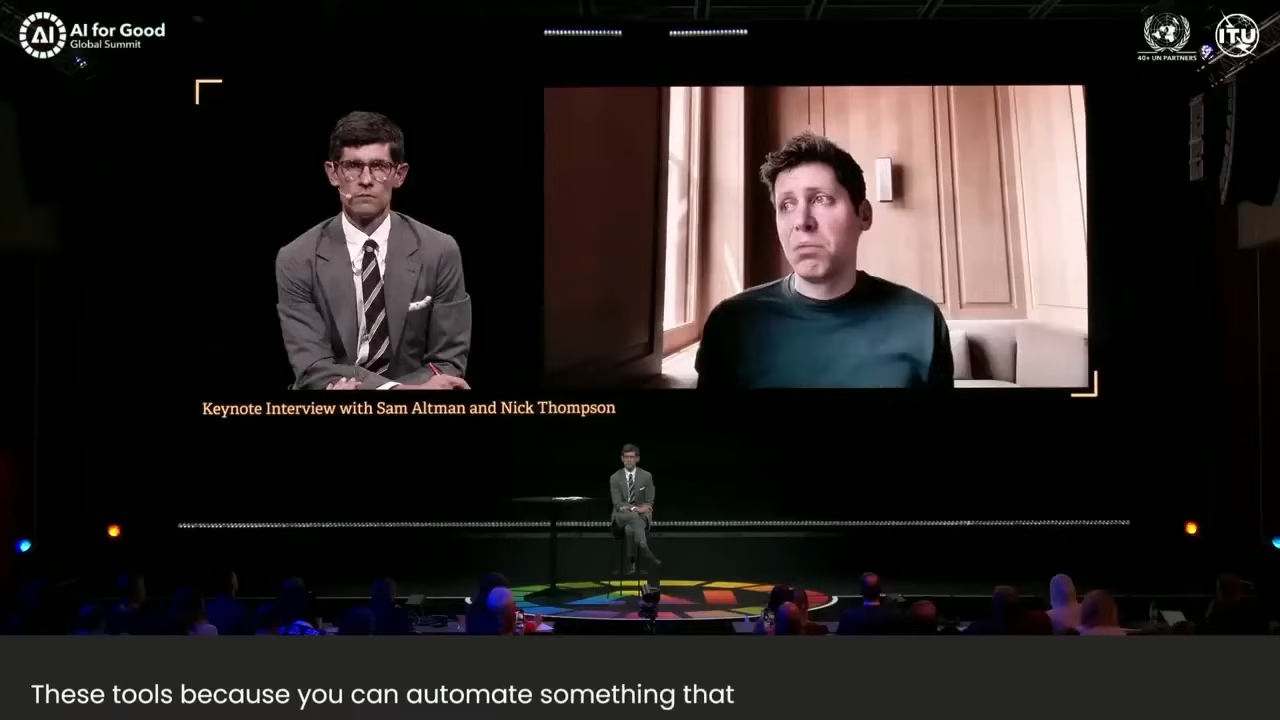 AI
AI for Good
Global Summit
40+ UN PARTNERS
ITU
Keynote Interview with Sam Altman and Nick Thompson
These tools because you can automate something that